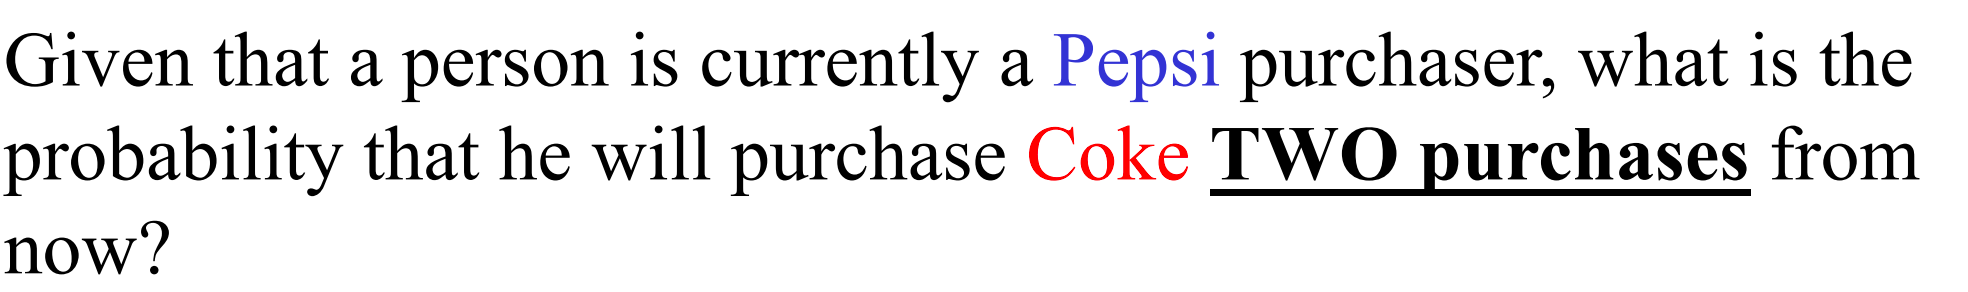 Given that a person is currently a Pepsi purchaser, what is the
probability that he will purchase Coke TWO purchases from
now?